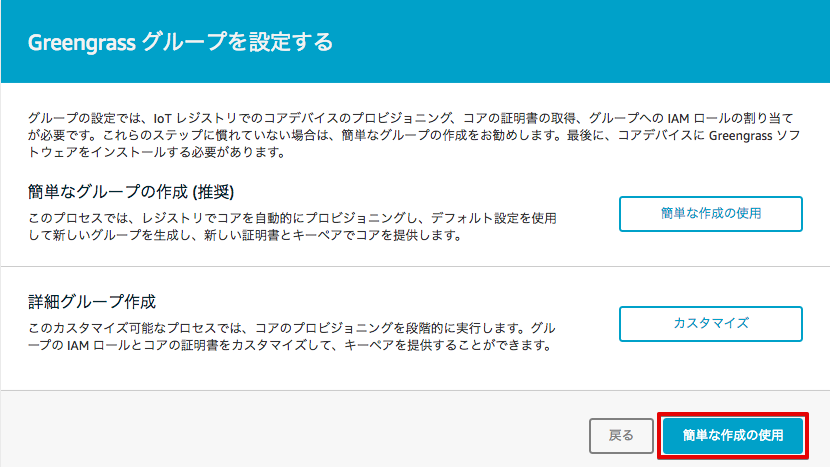 Greengrass グループを設定する
グループの設定では、IoT レジストリでのコアデバイスのプロビジョニング、コアの証明書の取得、グループへの IAM ロールの割り当て
が必要です。これらのステップに慣れていない場合は、簡単なグループの作成をお勧めします。最後に、コアデバイスに Greengrass ソフ
トウェアをインストールする必要があります。
簡単なグループの作成 (推奨)
このプロセスでは、レジストリでコアを自動的にプロビジョニングし、デフォルト設定を使用
して新しいグループを生成し、新しい証明書とキーペアでコアを提供します。
簡単な作成の使用
詳細グループ作成
このカスタマイズ可能なプロセスでは、コアのプロビジョニングを段階的に実行します。グル
ープの IAM ロールとコアの証明書をカスタマイズして、キーペアを提供することができます。
カスタマイズ
戻る
簡単な作成の使用